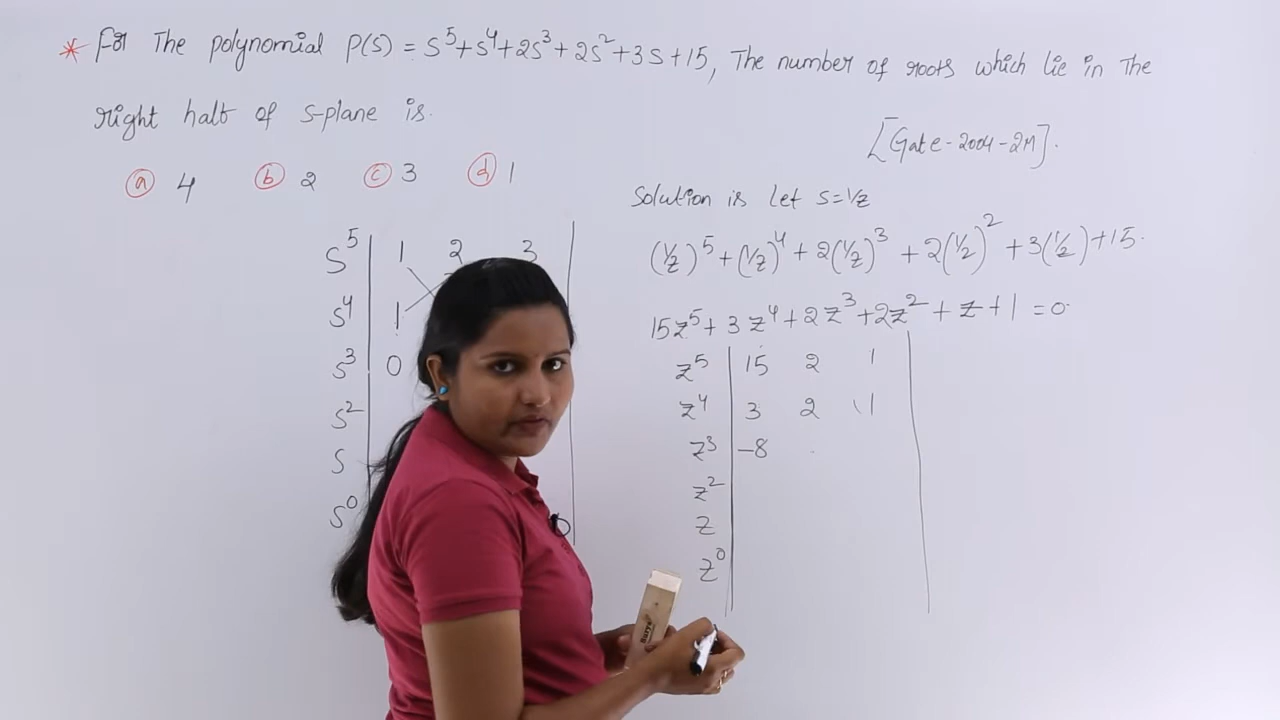 * For The polynomial P(S) = S⁵+S⁴+2S³+2S²+3S+15, The number of roots which lie in The
right half of S-plane is.
[Gate-2004-2M].
(a) 4 (b) 2 (c) 3 (d) 1
Solution is Let S=1/z
(1/z)⁵+(1/z)⁴+2(1/z)³+2(1/z)²+3(1/z)+15.
15z⁵+3z⁴+2z³+2z²+z+1=0
S⁵ 1 2 3
S⁴ 1
S³ 0
S²
S
S⁰
z⁵ 15 2 1
z⁴ 3 2 1
z³ -8
z²
z
z⁰